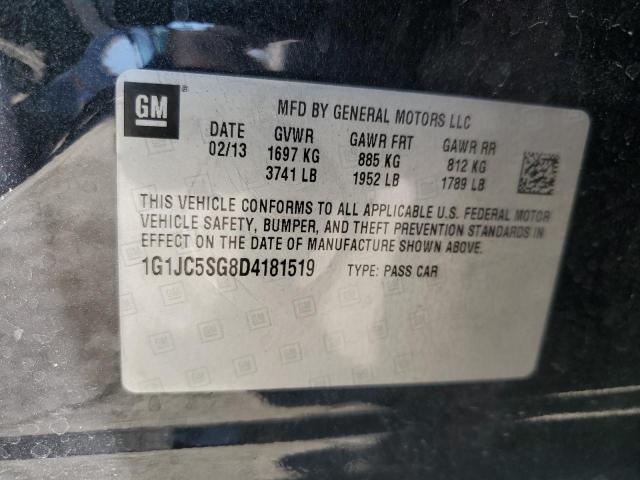 GM ®
MFD BY GENERAL MOTORS LLC
DATE GVWR GAWR FRT GAWR RR
02/13 1697 KG 885 KG 812 KG
3741 LB 1952 LB 1789 LB
THIS VEHICLE CONFORMS TO ALL APPLICABLE U.S. FEDERAL MOTOR
VEHICLE SAFETY, BUMPER, AND THEFT PREVENTION STANDARDS IN
EFFECT ON THE DATE OF MANUFACTURE SHOWN ABOVE.
1G1JC5SG8D4181519 TYPE: PASS CAR